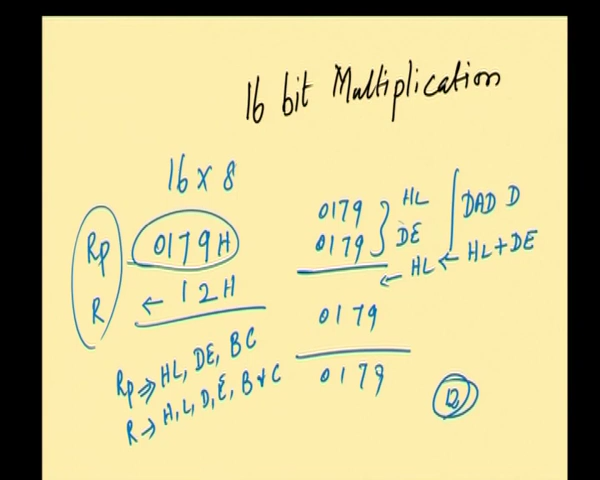 16 bit Multiplication
16 x 8
Rp 0179H
R ← 12H
Rp ⇒ HL, DE, BC
R → H, L, D, E, B & C
0179 } HL
0179 } DE
DAD D
← HL ← HL + DE
0179
0179
12